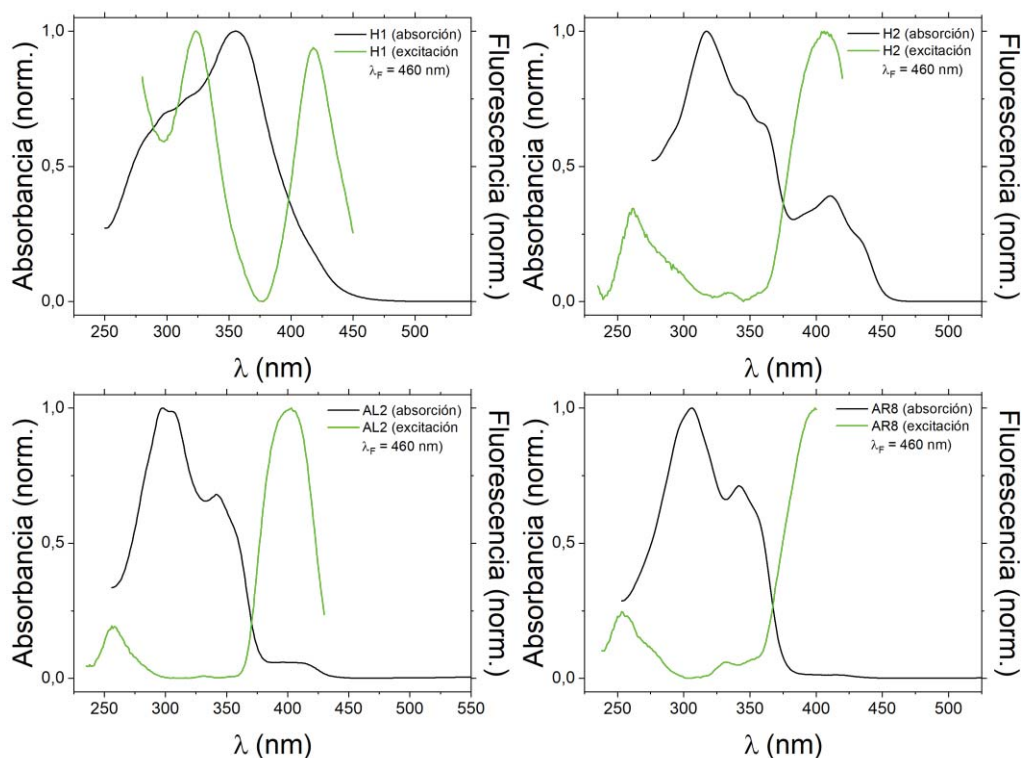 H1 (absorción)
H1 (excitación
λF = 460 nm)
Absorbancia (norm.)
1,0
0,5
0,0
250 300 350 400 450 500
λ (nm)
Fluorescencia (norm.)
H2 (absorción)
H2 (excitación
λF = 460 nm)
Absorbancia (norm.)
1,0
0,5
0,0
250 300 350 400 450 500
λ (nm)
Fluorescencia (norm.)
AL2 (absorción)
AL2 (excitación
λF = 460 nm)
Absorbancia (norm.)
1,0
0,5
0,0
250 300 350 400 450 500 550
λ (nm)
Fluorescencia (norm.)
AR8 (absorción)
AR8 (excitación
λF = 460 nm)
Absorbancia (norm.)
1,0
0,5
0,0
250 300 350 400 450 500
λ (nm)
Fluorescencia (norm.)